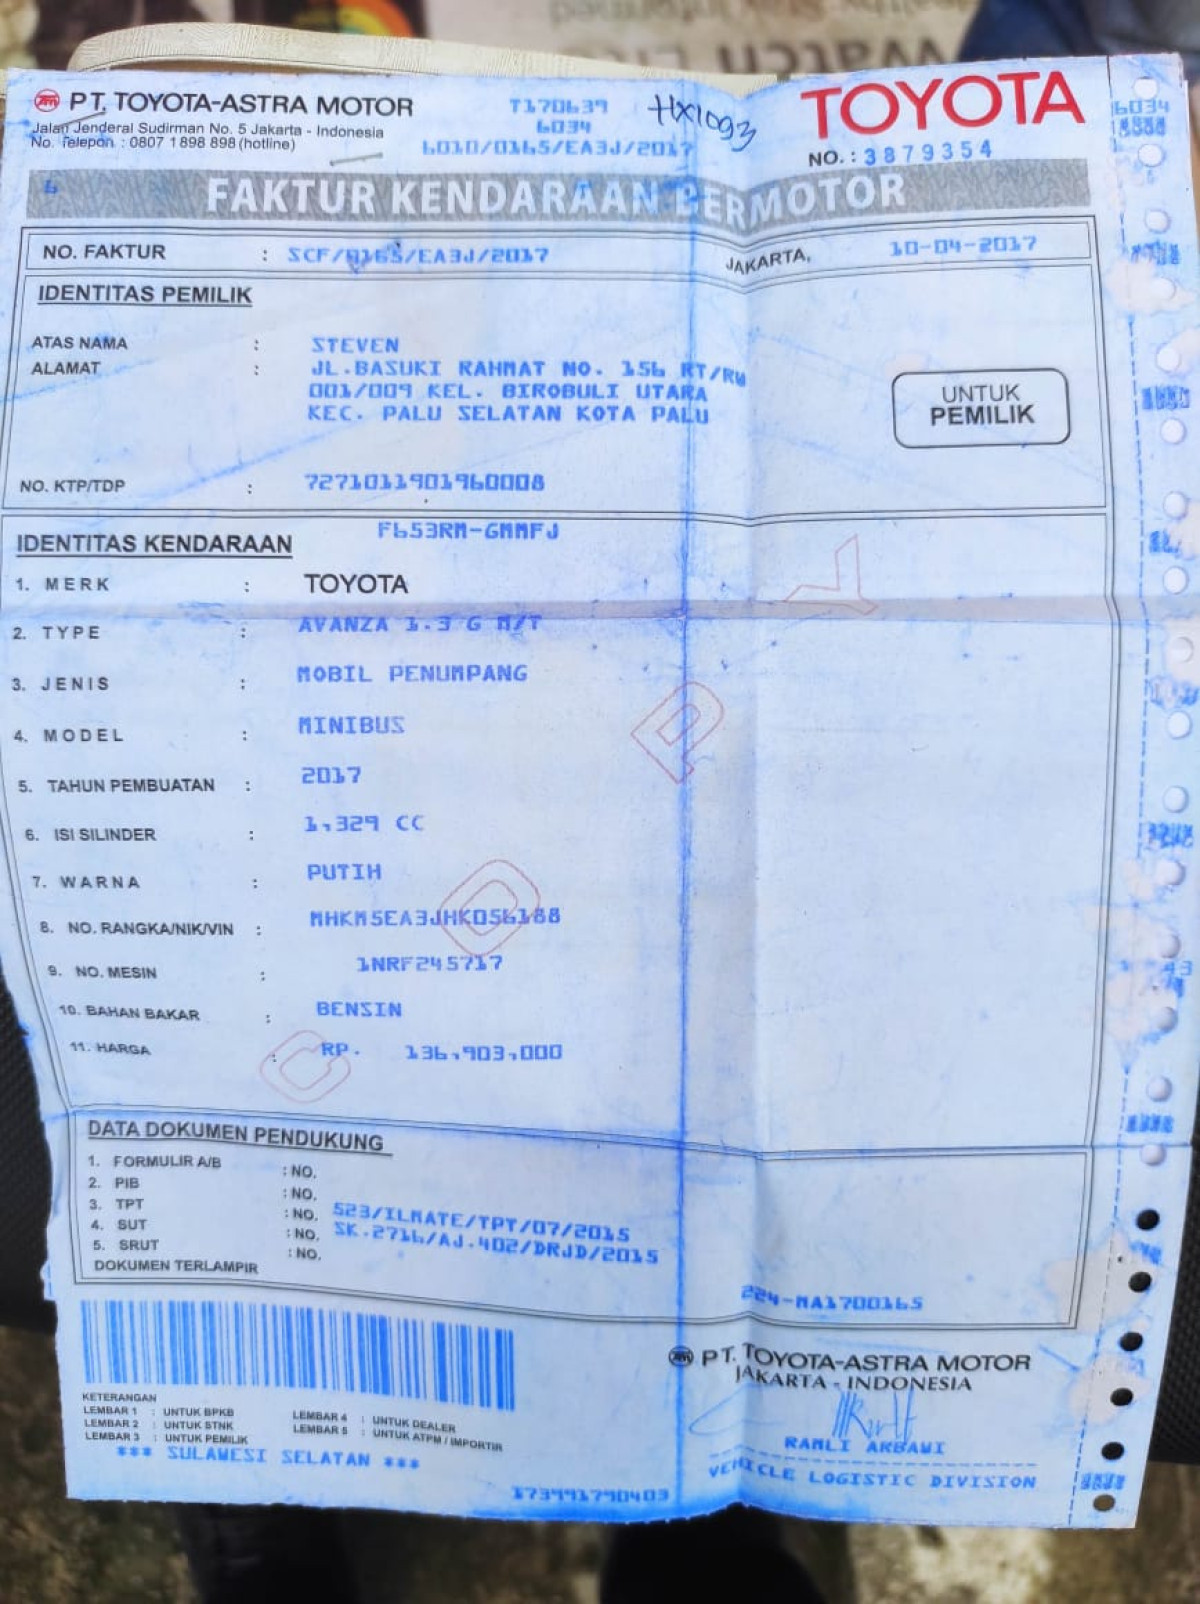 PT. TOYOTA-ASTRA MOTOR
Jalan Jenderal Sudirman No. 5 Jakarta - Indonesia
No. Telepon : 0807 1 898 898 (hotline)
T170639
6034
6010/0165/EA3J/2017
HX1093
TOYOTA
NO. : 3879354
6034
6
FAKTUR KENDARAAN BERMOTOR
NO. FAKTUR : SCF/0165/EA3J/2017 JAKARTA, 10-04-2017
IDENTITAS PEMILIK
ATAS NAMA : STEVEN
ALAMAT : JL.BASUKI RAHMAT NO. 156 RT/RW
001/009 KEL. BIROBULI UTARA
KEC. PALU SELATAN KOTA PALU
UNTUK
PEMILIK
NO. KTP/TDP : 7271011901960008
F653RM-GMMFJ
IDENTITAS KENDARAAN
1. MERK : TOYOTA
2. TYPE : AVANZA 1.3 G M/T
3. JENIS : MOBIL PENUMPANG
4. MODEL : MINIBUS
5. TAHUN PEMBUATAN : 2017
6. ISI SILINDER : 1,329 CC
7. WARNA : PUTIH
8. NO. RANGKA/NIK/VIN : MHKM5EA3JHK056188
9. NO. MESIN : 1NRF245717
10. BAHAN BAKAR : BENSIN
11. HARGA : RP. 136,903,000
COPY
DATA DOKUMEN PENDUKUNG
1. FORMULIR A/B : NO.
2. PIB : NO.
3. TPT : NO. 523/ILMATE/TPT/07/2015
4. SUT : NO. SK.2716/AJ.402/DRJD/2015
5. SRUT : NO.
DOKUMEN TERLAMPIR
224-MA1700165
PT. TOYOTA-ASTRA MOTOR
JAKARTA - INDONESIA
KETERANGAN
LEMBAR 1 : UNTUK BPKB
LEMBAR 2 : UNTUK STNK
LEMBAR 3 : UNTUK PEMILIK
LEMBAR 4 : UNTUK DEALER
LEMBAR 5 : UNTUK ATPM / IMPORTIR
*** SULAWESI SELATAN ***
RAMLI ARBAWI
VEHICLE LOGISTIC DIVISION
173991790403